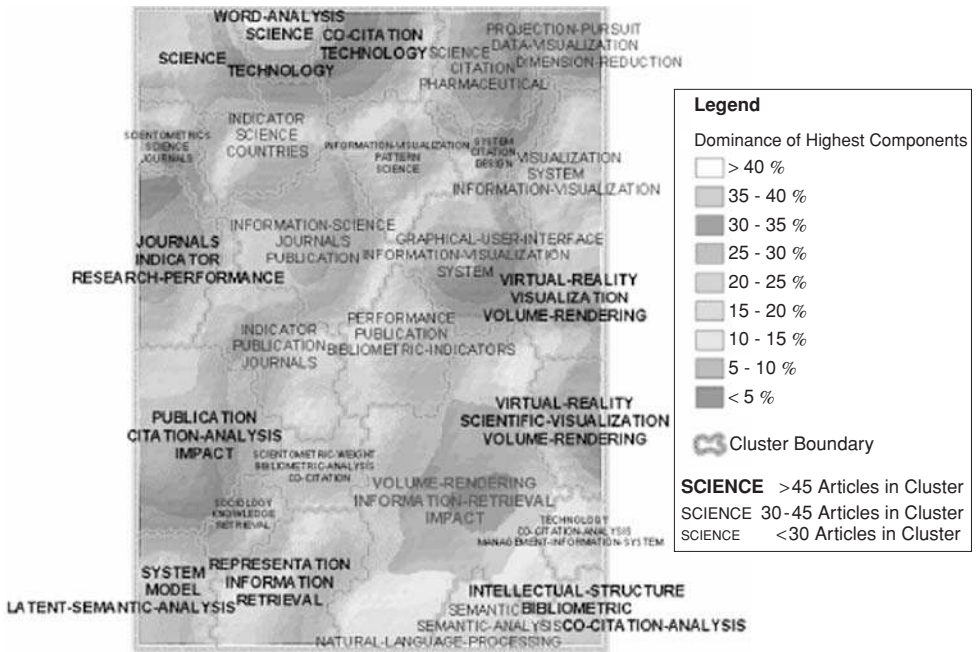 WORD-ANALYSIS
SCIENCE
CO-CITATION
TECHNOLOGY
SCIENCE
TECHNOLOGY
SCIENCE
CITATION
PHARMACEUTICAL
PROJECTION-PURSUIT
DATA-VISUALIZATION
DIMENSION-REDUCTION
SCIENTOMETRICS
SCIENCE
JOURNALS
INDICATOR
SCIENCE
COUNTRIES
INFORMATION-VISUALIZATION
PATTERN
SCIENCE
SYSTEM
CITATION
DESIGN
VISUALIZATION
SYSTEM
INFORMATION-VISUALIZATION
JOURNALS
INDICATOR
RESEARCH-PERFORMANCE
INFORMATION-SCIENCE
JOURNALS
PUBLICATION
GRAPHICAL-USER-INTERFACE
INFORMATION-VISUALIZATION
SYSTEM
VIRTUAL-REALITY
VISUALIZATION
VOLUME-RENDERING
INDICATOR
PUBLICATION
JOURNALS
PERFORMANCE
PUBLICATION
BIBLIOMETRIC-INDICATORS
PUBLICATION
CITATION-ANALYSIS
IMPACT
SCIENTOMETRIC-WEIGHT
BIBLIOMETRIC-ANALYSIS
CO-CITATION
VIRTUAL-REALITY
SCIENTIFIC-VISUALIZATION
VOLUME-RENDERING
SOCIOLOGY
KNOWLEDGE
RETRIEVAL
VOLUME-RENDERING
INFORMATION-RETRIEVAL
IMPACT
TECHNOLOGY
CO-CITATION-ANALYSIS
MANAGEMENT-INFORMATION-SYSTEM
SYSTEM
MODEL
LATENT-SEMANTIC-ANALYSIS
REPRESENTATION
INFORMATION
RETRIEVAL
INTELLECTUAL-STRUCTURE
BIBLIOMETRIC
CO-CITATION-ANALYSIS
SEMANTIC
SEMANTIC-ANALYSIS
NATURAL-LANGUAGE-PROCESSING
Legend
Dominance of Highest Components
> 40 %
35 - 40 %
30 - 35 %
25 - 30 %
20 - 25 %
15 - 20 %
10 - 15 %
5 - 10 %
< 5 %
Cluster Boundary
SCIENCE >45 Articles in Cluster
SCIENCE 30-45 Articles in Cluster
SCIENCE <30 Articles in Cluster